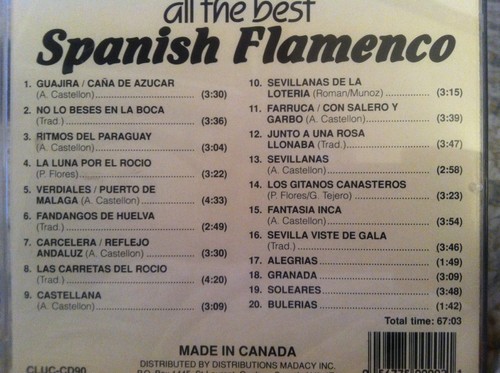 all the best
Spanish Flamenco
1. GUAJIRA / CAÑA DE AZUCAR
(A. Castellon) (3:30)
2. NO LO BESES EN LA BOCA
(Trad.) (3:36)
3. RITMOS DEL PARAGUAY
(A. Castellon) (3:04)
4. LA LUNA POR EL ROCIO
(P. Flores) (3:22)
5. VERDIALES / PUERTO DE
MALAGA (A. Castellon) (4:33)
6. FANDANGOS DE HUELVA
(Trad.) (2:49)
7. CARCELERA / REFLEJO
ANDALUZ (A. Castellon) (3:30)
8. LAS CARRETAS DEL ROCIO
(Trad.) (4:20)
9. CASTELLANA
(A. Castellon) (3:09)
10. SEVILLANAS DE LA
LOTERIA (Roman/Munoz) (3:15)
11. FARRUCA / CON SALERO Y
GARBO (A. Castellon) (3:39)
12. JUNTO A UNA ROSA
LLONABA (Trad.) (3:47)
13. SEVILLANAS
(A. Castellon) (2:58)
14. LOS GITANOS CANASTEROS
(P. Flores/G. Tejero) (3:23)
15. FANTASIA INCA
(A. Castellon) (3:54)
16. SEVILLA VISTE DE GALA
(Trad.) (3:46)
17. ALEGRIAS (1:49)
18. GRANADA (3:09)
19. SOLEARES (3:48)
20. BULERIAS (1:42)
Total time: 67:03
MADE IN CANADA
DISTRIBUTED BY DISTRIBUTIONS MADACY INC.
CLUC-CD90